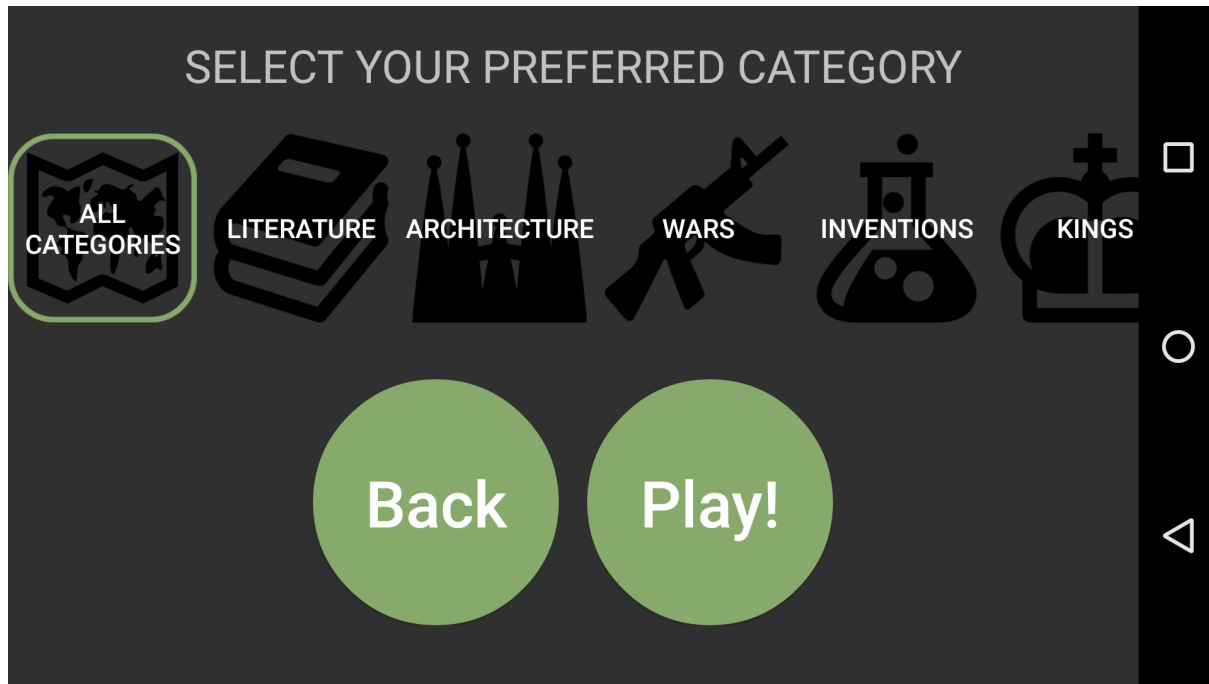 SELECT YOUR PREFERRED CATEGORY
ALL
CATEGORIES
LITERATURE
ARCHITECTURE
WARS
INVENTIONS
KINGS
Back
Play!